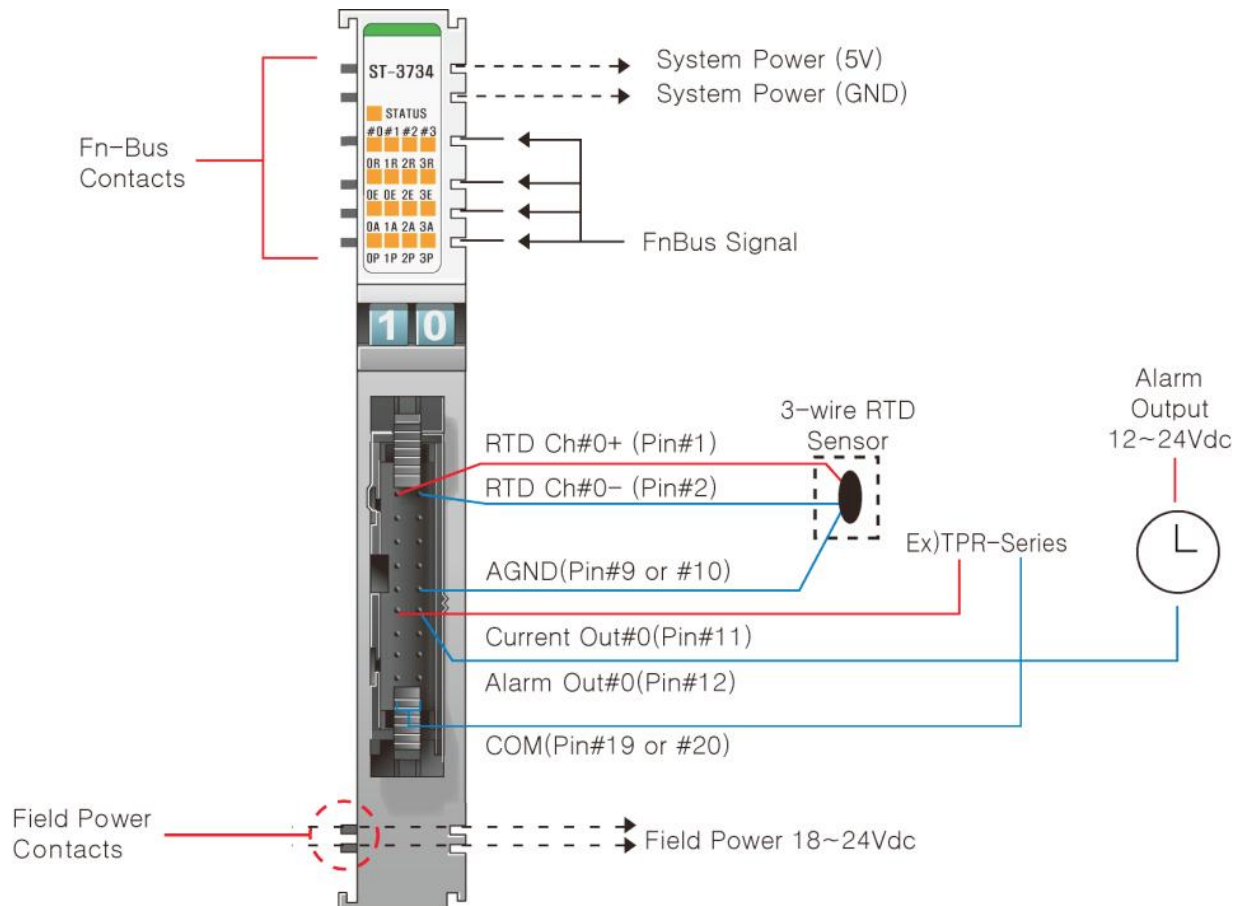 ST-3734
STATUS
#0 #1 #2 #3
0R 1R 2R 3R
0E 0E 2E 3E
0A 1A 2A 3A
0P 1P 2P 3P
1 0
Fn-Bus
Contacts
System Power (5V)
System Power (GND)
FnBus Signal
3-wire RTD
Sensor
Alarm
Output
12~24Vdc
RTD Ch#0+ (Pin#1)
RTD Ch#0- (Pin#2)
Ex)TPR-Series
AGND(Pin#9 or #10)
Current Out#0(Pin#11)
Alarm Out#0(Pin#12)
COM(Pin#19 or #20)
Field Power
Contacts
Field Power 18~24Vdc